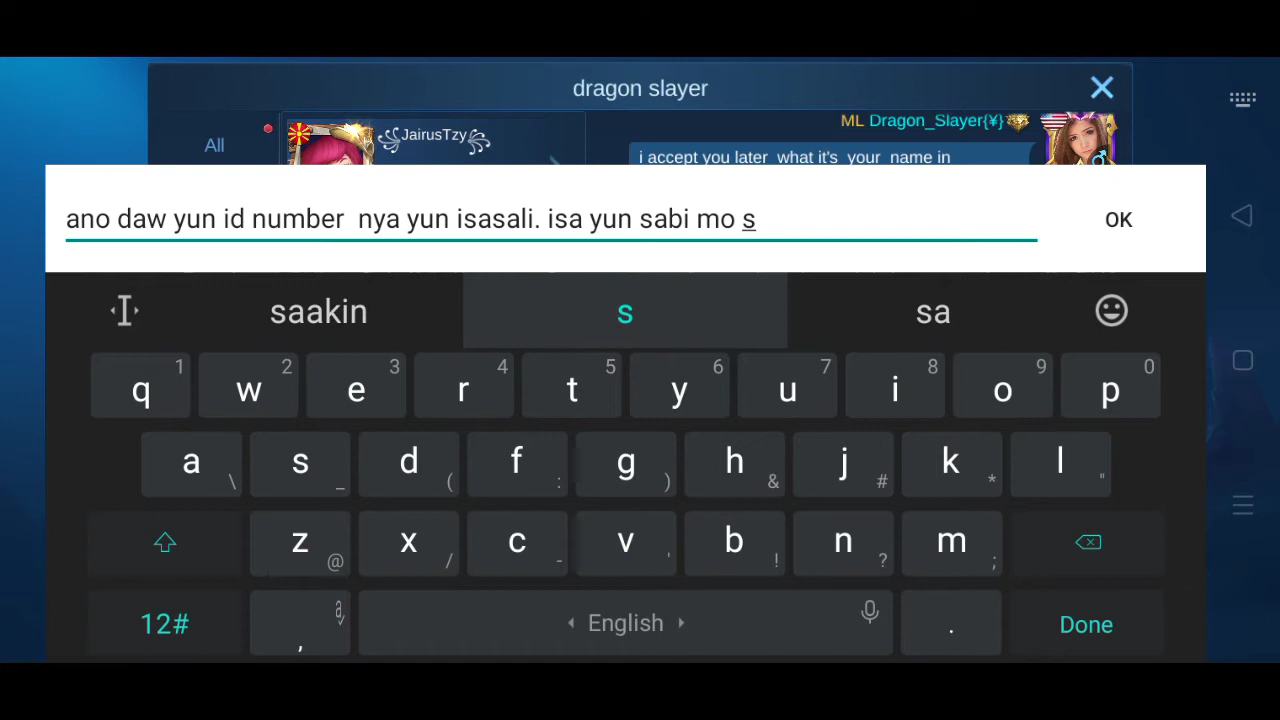 dragon slayer
All
JairusTzy
ML Dragon_Slayer{¥}
i accept you later what it's your name in
ano daw yun id number  nya yun isasali. isa yun sabi mo s
OK
saakin s sa
q 1 w 2 e 3 r 4 t 5 y 6 u 7 i 8 o 9 p 0
a \ s _ d ( f : g ) h & j # k * l "
z @ x / c - v ' b ! n ? m ;
12# , English . Done